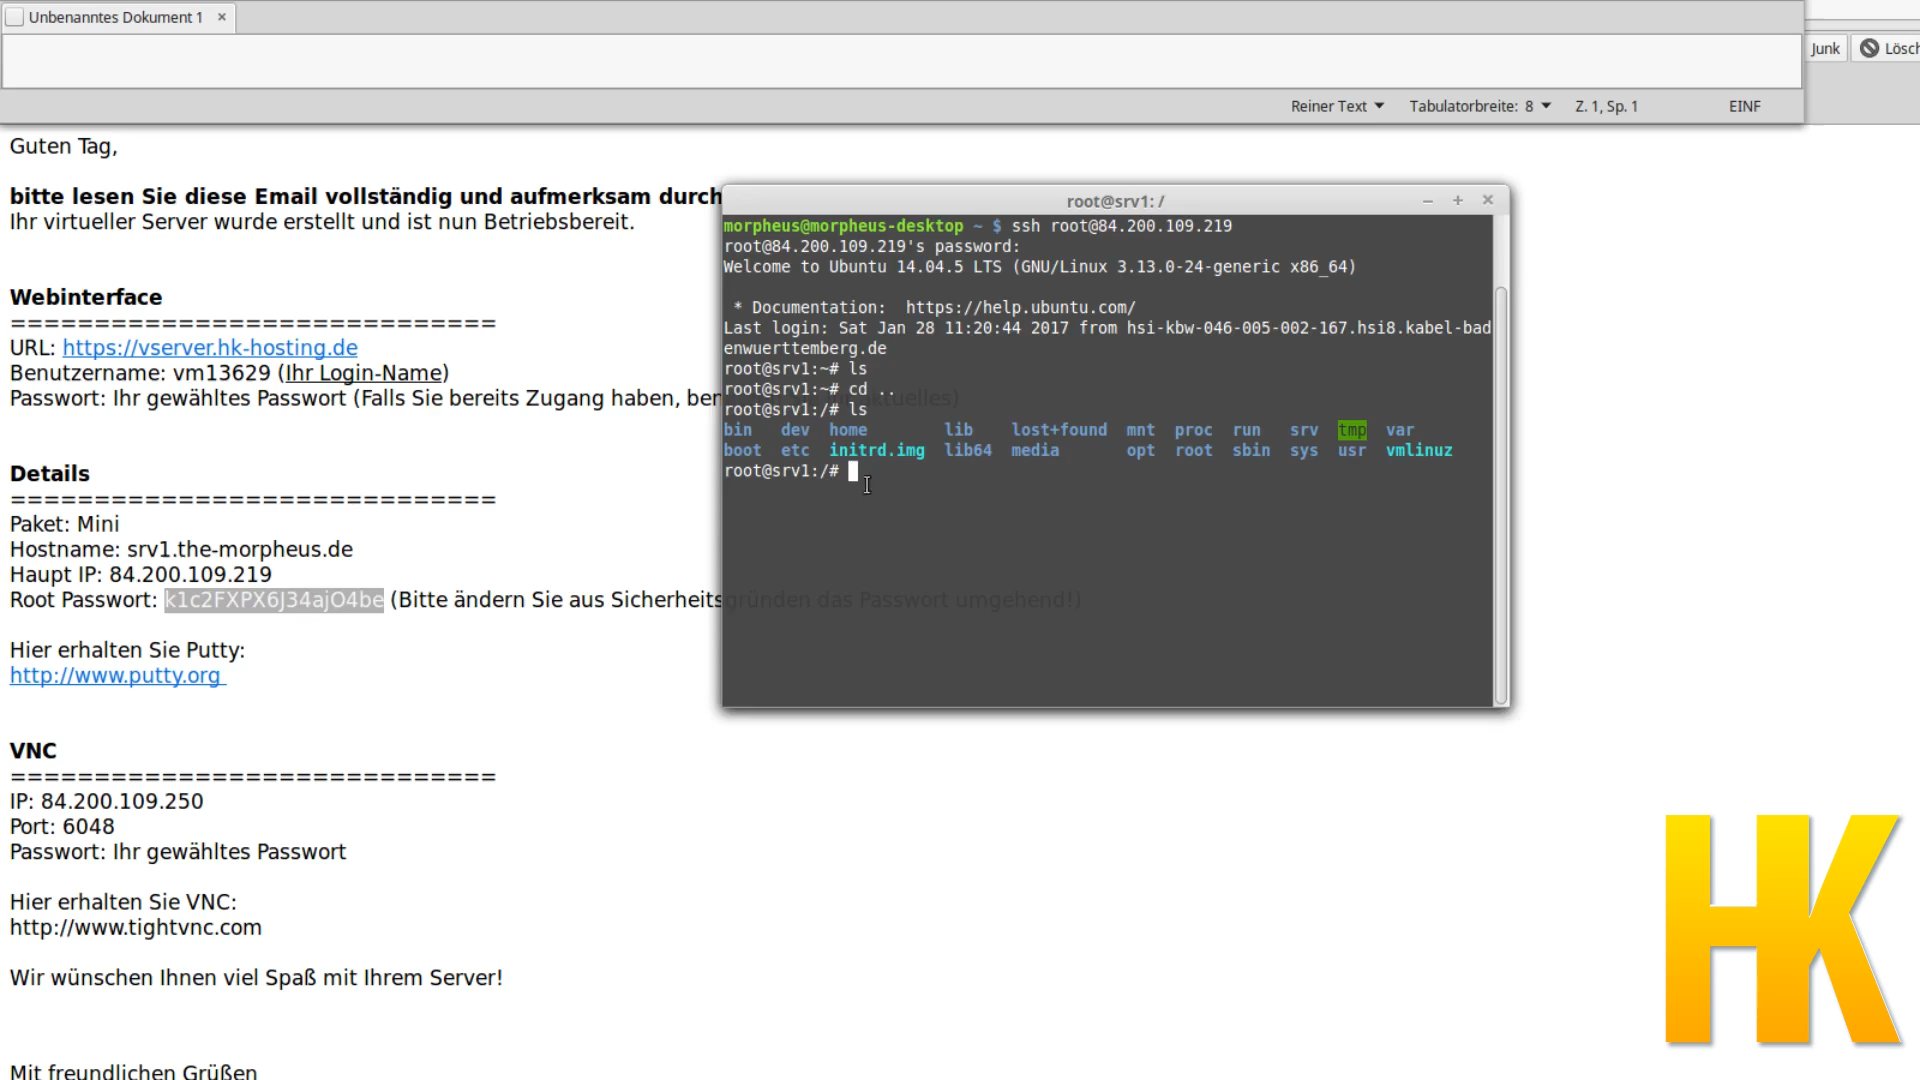 Unbenanntes Dokument 1 ×
Junk
Lösch
Reiner Text
Tabulatorbreite: 8
Z. 1, Sp. 1
EINF
Guten Tag,
bitte lesen Sie diese Email vollständig und aufmerksam durch
Ihr virtueller Server wurde erstellt und ist nun Betriebsbereit.
Webinterface
=============================
URL: https://vserver.hk-hosting.de
Benutzername: vm13629 (Ihr Login-Name)
Passwort: Ihr gewähltes Passwort (Falls Sie bereits Zugang haben, ben
Details
=============================
Paket: Mini
Hostname: srv1.the-morpheus.de
Haupt IP: 84.200.109.219
Root Passwort: k1c2FXPX6J34ajO4be (Bitte ändern Sie aus Sicherheitsgründen das Passwort umgehend!)
Hier erhalten Sie Putty:
http://www.putty.org
VNC
=============================
IP: 84.200.109.250
Port: 6048
Passwort: Ihr gewähltes Passwort
Hier erhalten Sie VNC:
http://www.tightvnc.com
Wir wünschen Ihnen viel Spaß mit Ihrem Server!
Mit freundlichen Grüßen
root@srv1: /
morpheus@morpheus-desktop ~ $ ssh root@84.200.109.219
root@84.200.109.219's password:
Welcome to Ubuntu 14.04.5 LTS (GNU/Linux 3.13.0-24-generic x86_64)
* Documentation:  https://help.ubuntu.com/
Last login: Sat Jan 28 11:20:44 2017 from hsi-kbw-046-005-002-167.hsi8.kabel-bad
enwuerttemberg.de
root@srv1:~# ls
root@srv1:~# cd ..
root@srv1:/# ls
bin dev home lib lost+found mnt proc run srv tmp var
boot etc initrd.img lib64 media opt root sbin sys usr vmlinuz
root@srv1:/#
HK